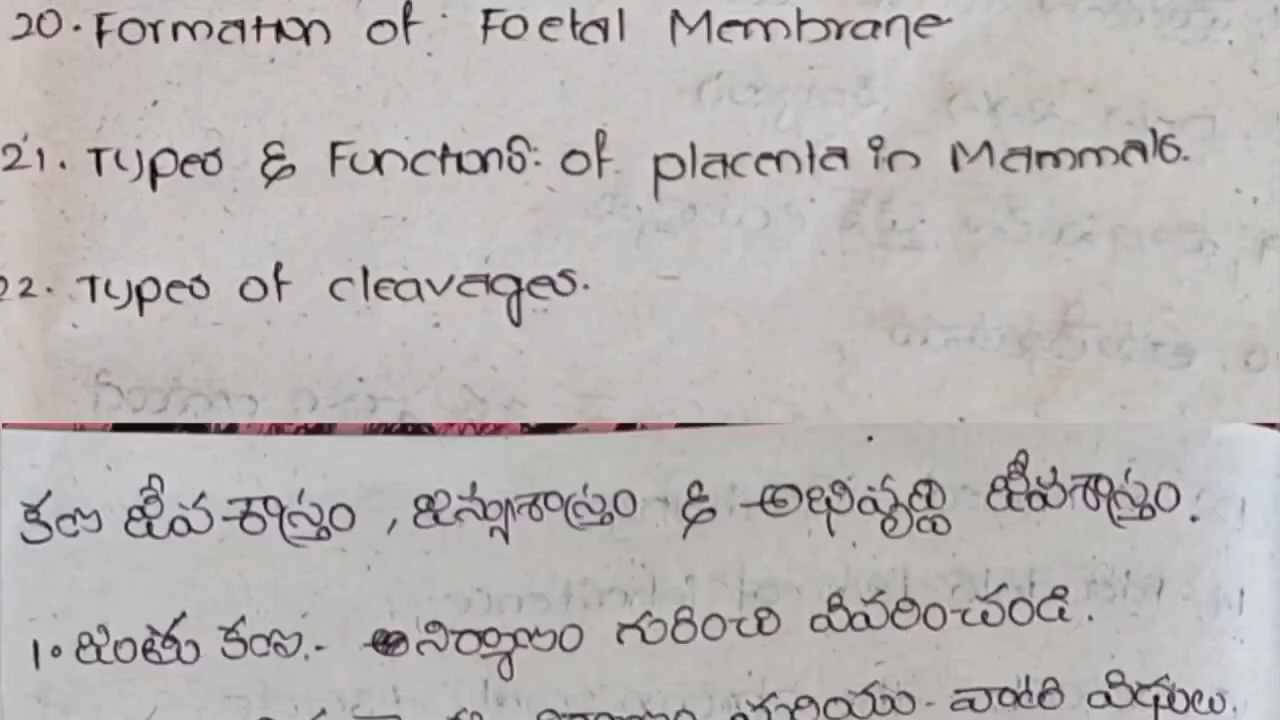 20. Formation of Foetal Membrane
21. Types & Functions: of placenta in Mammals.
22. Types of cleavages.
కణ జీవశాస్త్రం, జన్యుశాస్త్రం & అభివృద్ధి జీవశాస్త్రం.
1. జంతు కణం.- నిర్మాణం గురించి వివరించండి.
మరియు - వాటి విధులు.